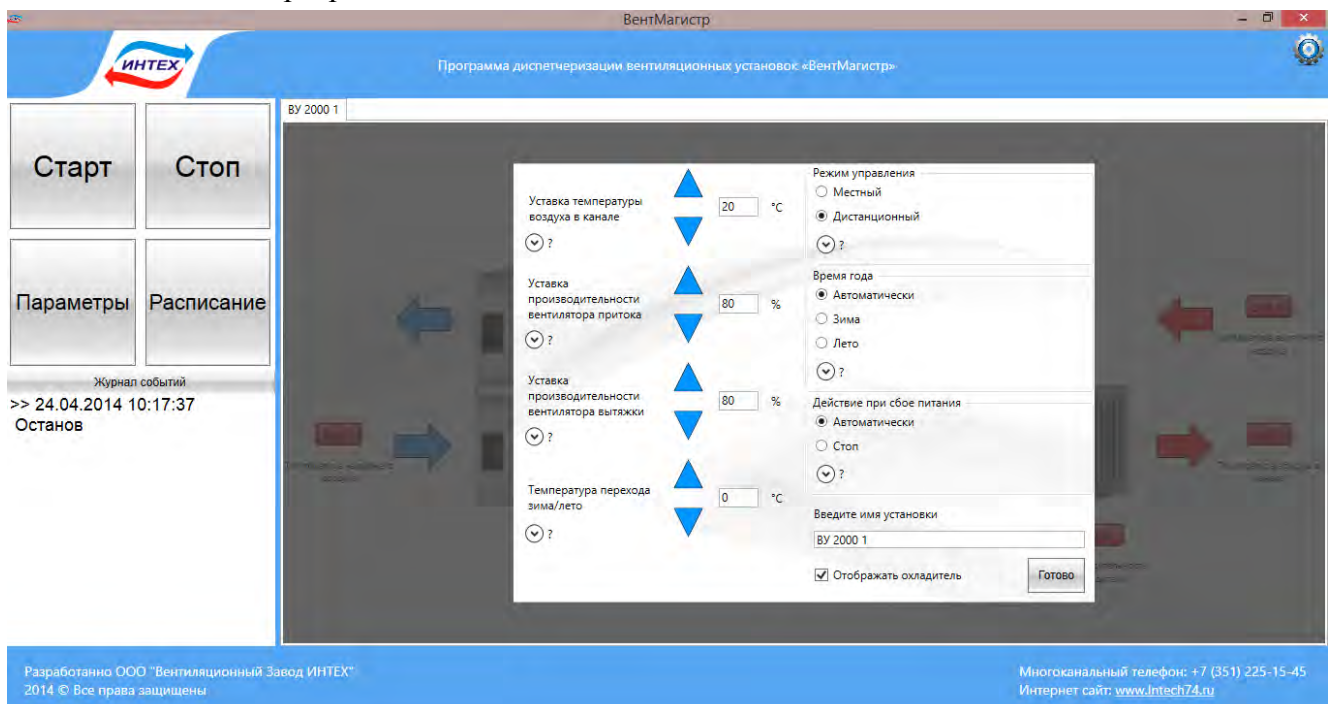 ВентМагистр
ИНТЕХ
Программа диспетчеризации вентиляционных установок «ВентМагистр»
Старт
Стоп
Параметры
Расписание
Журнал событий
>> 24.04.2014 10:17:37
Останов
ВУ 2000 1
Уставка температуры
воздуха в канале
20 °C
?
Уставка
производительности
вентилятора притока
80 %
?
Уставка
производительности
вентилятора вытяжки
80 %
?
Температура перехода
зима/лето
0 °C
?
Режим управления
Местный
Дистанционный
?
Время года
Автоматически
Зима
Лето
?
Действие при сбое питания
Автоматически
Стоп
?
Введите имя установки
ВУ 2000 1
Отображать охладитель
Готово
Разработанно ООО "Вентиляционный Завод ИНТЕХ"
2014 © Все права защищены
Многоканальный телефон: +7 (351) 225-15-45
Интернет сайт: www.Intech74.ru